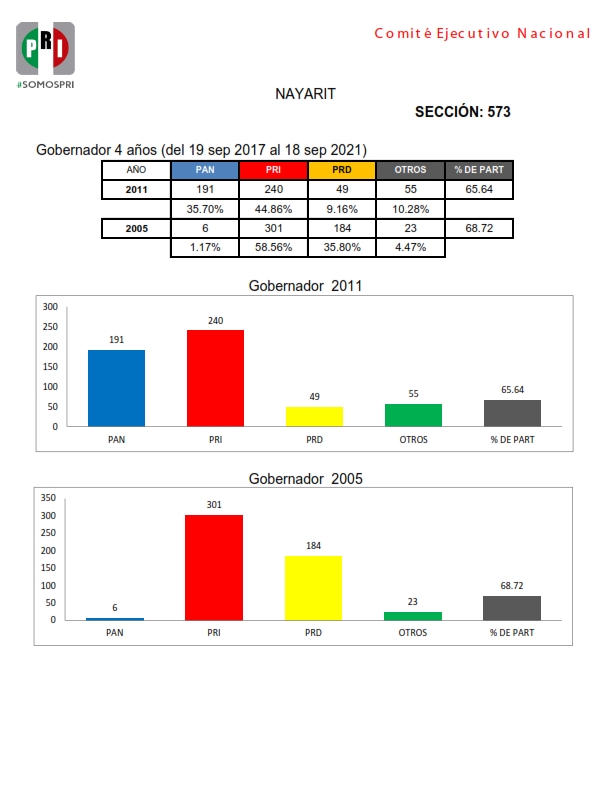 Comité Ejecutivo Nacional
PRI
#SOMOSPRI
NAYARIT
SECCIÓN: 573
Gobernador 4 años (del 19 sep 2017 al 18 sep 2021)
AÑO PAN PRI PRD OTROS % DE PART
2011 191 240 49 55 65.64
35.70% 44.86% 9.16% 10.28%
2005 6 301 184 23 68.72
1.17% 58.56% 35.80% 4.47%
Gobernador 2011
300
250
200
150
100
50
0
191
240
49
55
65.64
PAN PRI PRD OTROS % DE PART
Gobernador 2005
350
300
250
200
150
100
50
0
6
301
184
23
68.72
PAN PRI PRD OTROS % DE PART